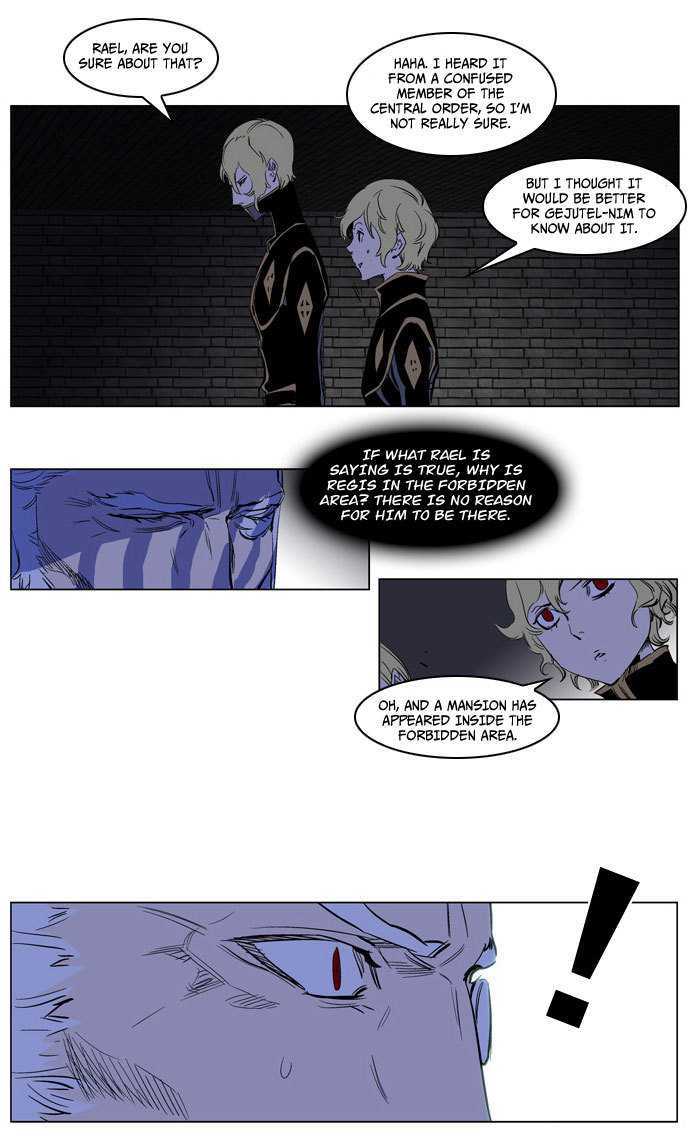 RAEL, ARE YOU
SURE ABOUT THAT?
HAHA. I HEARD IT
FROM A CONFUSED
MEMBER OF THE
CENTRAL ORDER, SO I'M
NOT REALLY SURE.
BUT I THOUGHT IT
WOULD BE BETTER
FOR GEJUTEL-NIM TO
KNOW ABOUT IT.
IF WHAT RAEL IS
SAYING IS TRUE, WHY IS
REGIS IN THE FORBIDDEN
AREA? THERE IS NO REASON
FOR HIM TO BE THERE.
OH, AND A MANSION HAS
APPEARED INSIDE THE
FORBIDDEN AREA.
!